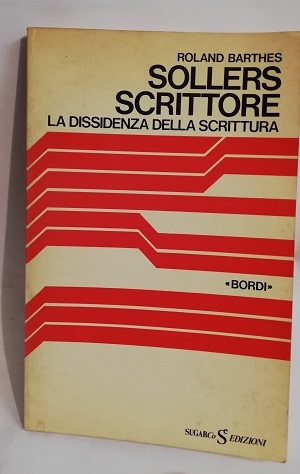 ROLAND BARTHES
SOLLERS
SCRITTORE
LA DISSIDENZA DELLA SCRITTURA
«BORDI»
SUGARCo EDIZIONI